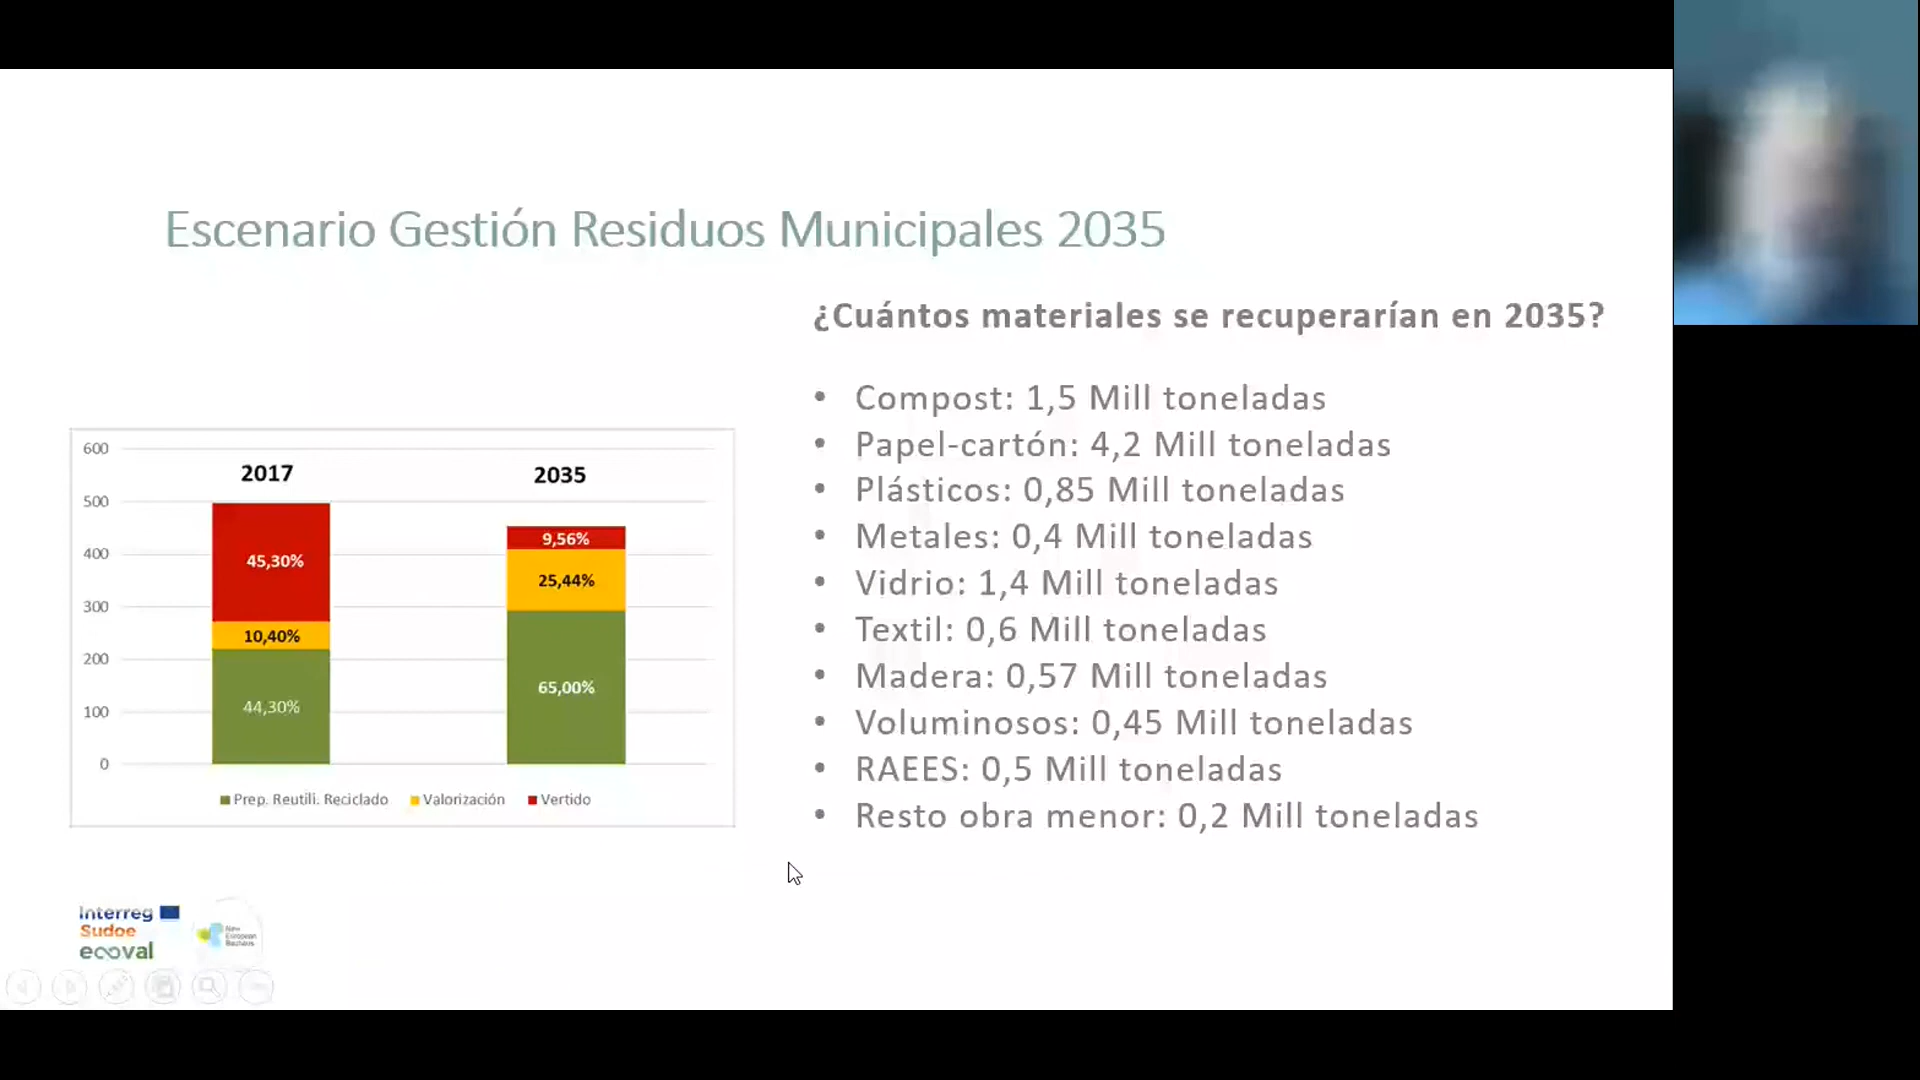 Escenario Gestión Residuos Municipales 2035
¿Cuántos materiales se recuperarían en 2035?
• Compost: 1,5 Mill toneladas
• Papel-cartón: 4,2 Mill toneladas
• Plásticos: 0,85 Mill toneladas
• Metales: 0,4 Mill toneladas
• Vidrio: 1,4 Mill toneladas
• Textil: 0,6 Mill toneladas
• Madera: 0,57 Mill toneladas
• Voluminosos: 0,45 Mill toneladas
• RAEES: 0,5 Mill toneladas
• Resto obra menor: 0,2 Mill toneladas
600
2017 2035
500
9,56%
400
45,30%
25,44%
300
10,40%
200
65,00%
44,30%
100
0
Prep. Reutili. Reciclado Valorización Vertido
Interreg
Sudoe
ecoval
New
European
Bauhaus